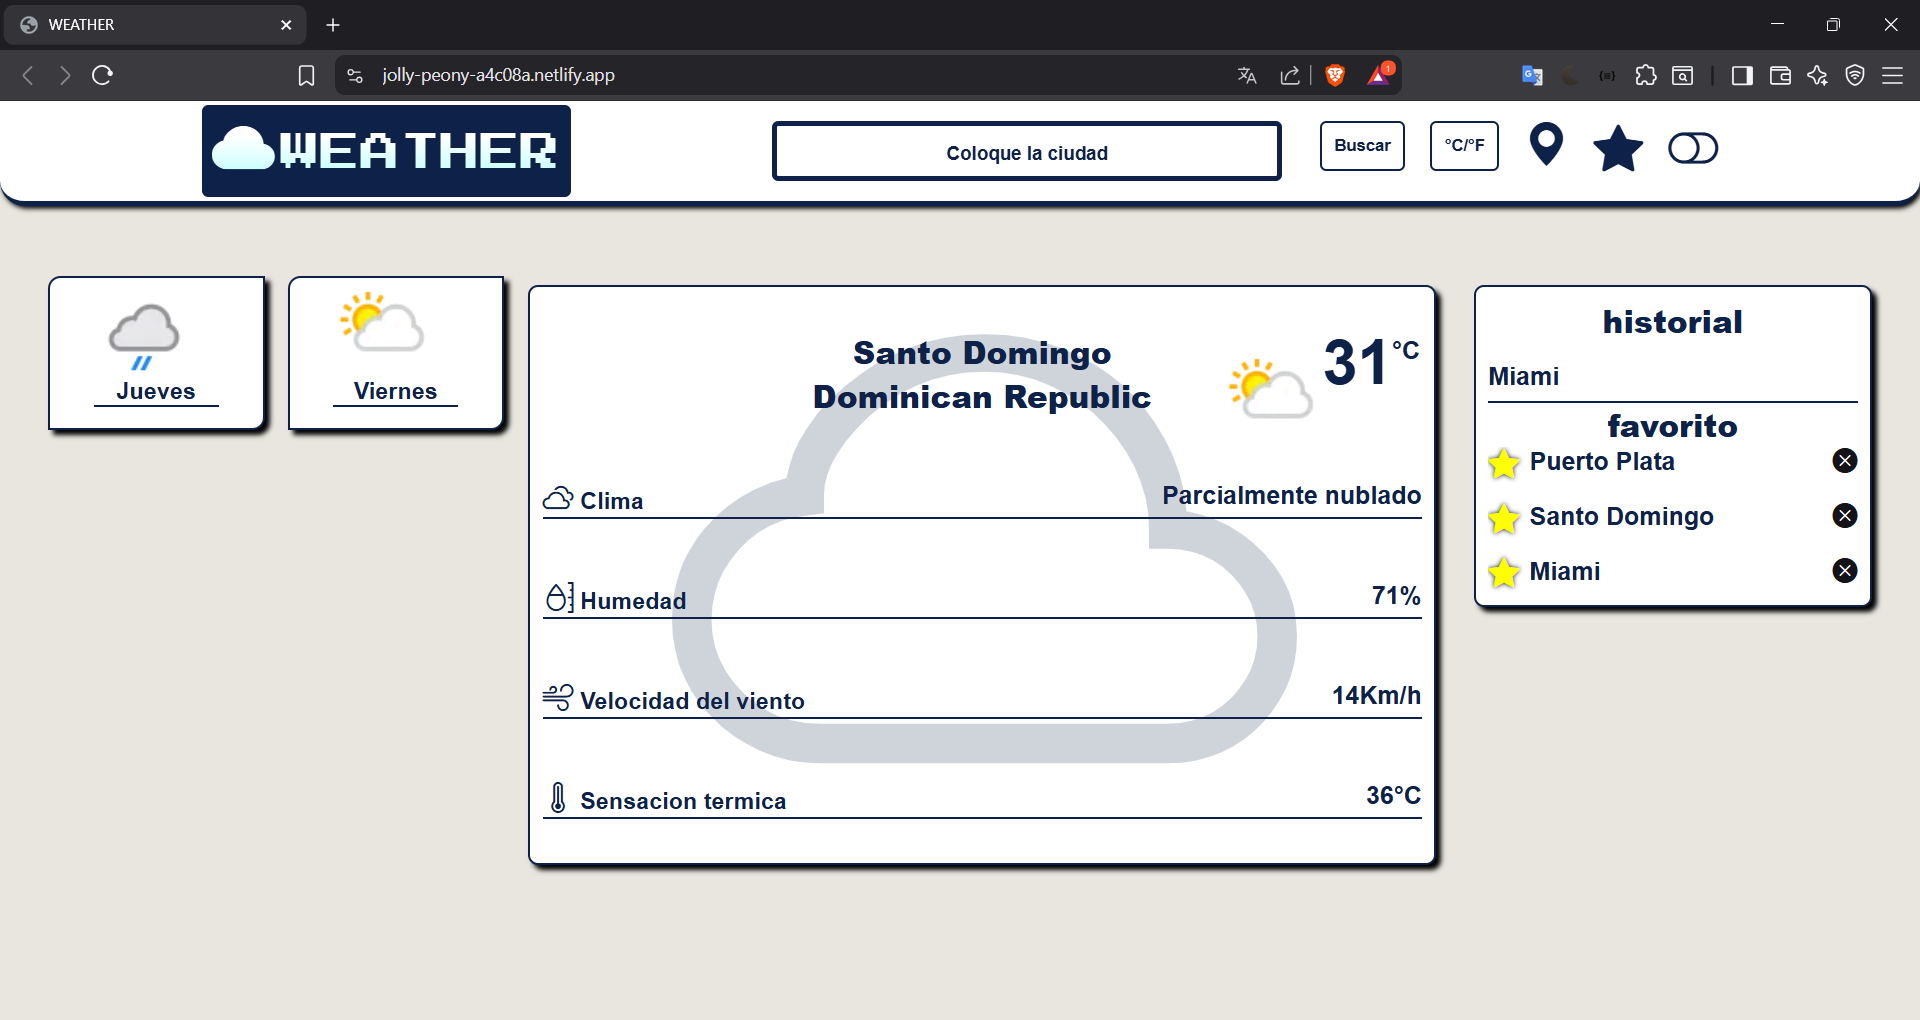 WEATHER
jolly-peony-a4c08a.netlify.app
1
WEATHER
Coloque la ciudad
Buscar
°C/°F
Jueves
Viernes
Santo Domingo
Dominican Republic
31°C
Clima
Parcialmente nublado
Humedad
71%
Velocidad del viento
14Km/h
Sensacion termica
36°C
historial
Miami
favorito
Puerto Plata
Santo Domingo
Miami